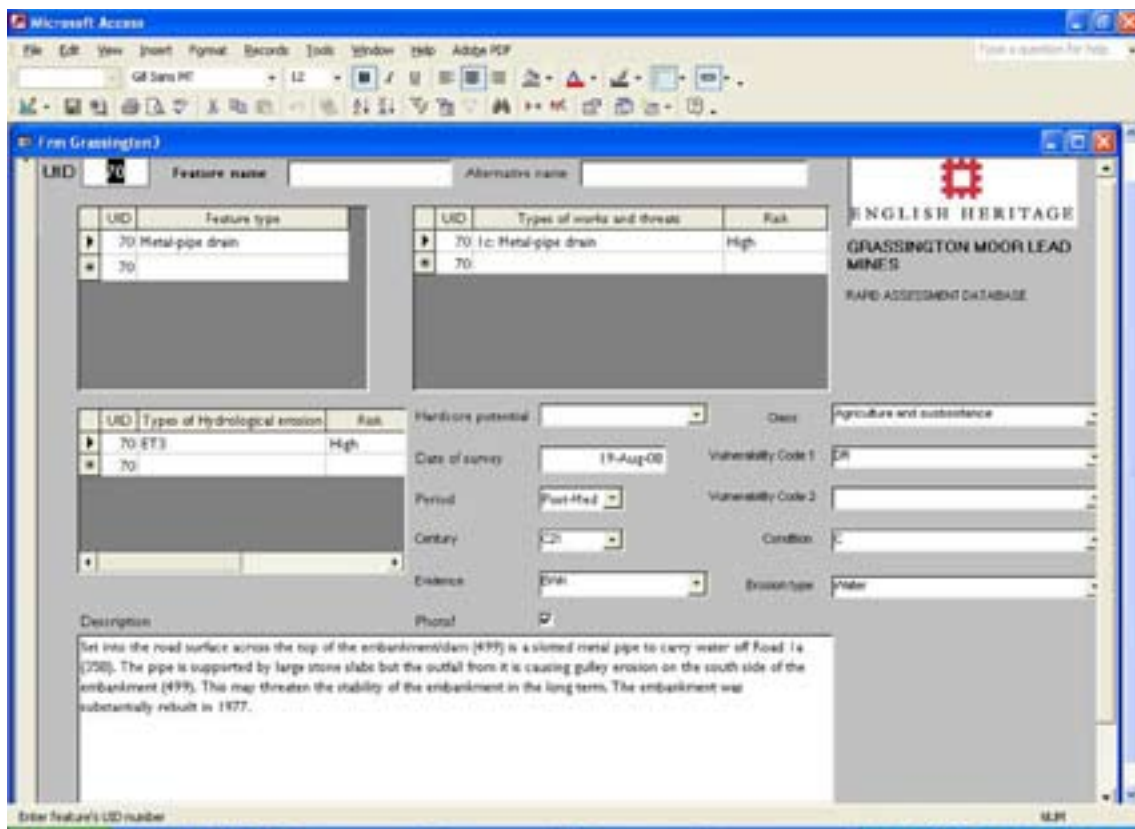 Microsoft Access
File Edit View Insert Format Records Tools Window Help Adobe PDF
Type a question for help
Gill Sans MT 12 B I U
Frm Grassington3
UID 70 Feature name Alternative name
ENGLISH HERITAGE
GRASSINGTON MOOR LEAD
MINES
RAPID ASSESSMENT DATABASE
UID Feature type
70 Metal-pipe drain
70
UID Types of works and threats Risk
70 1c: Metal-pipe drain High
70
UID Types of Hydrological erosion Risk
70 ET3 High
70
Hardcore potential
Class Agriculture and subsistence
Date of survey 19-Aug-08
Vulnerability Code 1 DR
Period Post-Med
Vulnerability Code 2
Century C21
Condition C
Evidence
Erosion type Water
Description
Photo?
Set into the road surface across the top of the embankment/dam (499) is a slotted metal pipe to carry water off Road 1a
(358). The pipe is supported by large stone slabs but the outfall from it is causing gulley erosion on the south side of the
embankment (499). This may threaten the stability of the embankment in the long term. The embankment was
substantially rebuilt in 1977.
Enter feature's UID number
NUM